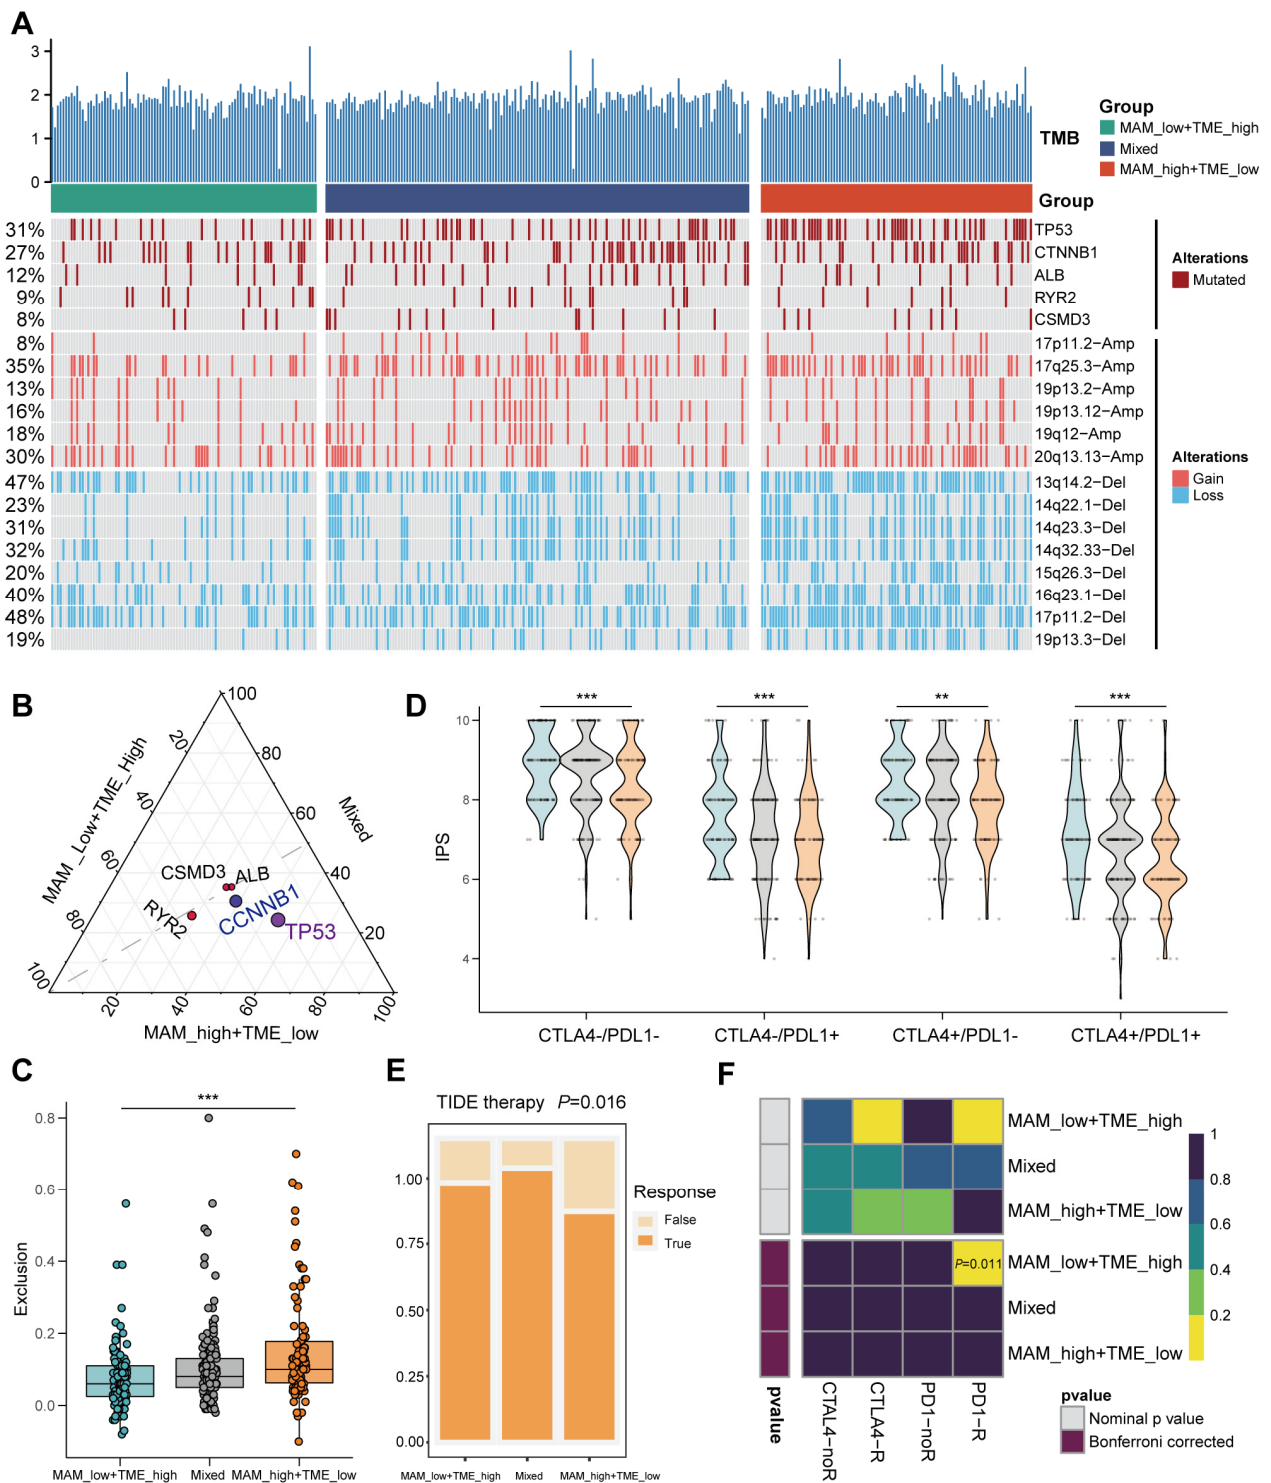 A
3
2
1
0
TMB
Group
MAM_low+TME_high
Mixed
MAM_high+TME_low
Group
31% TP53
27% CTNNB1
12% ALB
9% RYR2
8% CSMD3
Alterations
Mutated
8% 17p11.2−Amp
35% 17q25.3−Amp
13% 19p13.2−Amp
16% 19p13.12−Amp
18% 19q12−Amp
30% 20q13.13−Amp
47% 13q14.2−Del
23% 14q22.1−Del
31% 14q23.3−Del
32% 14q32.33−Del
20% 15q26.3−Del
40% 16q23.1−Del
48% 17p11.2−Del
19% 19p13.3−Del
Alterations
Gain
Loss
B
MAM _Low+TME_High
20
40
60
80
100
100
80
60
40
20
Mixed
CSMD3
ALB
RYR2
CCNNB1
TP53
20
40
60
80
100
MAM_high+TME_low
D
IPS
10
8
6
4
***
***
**
***
CTLA4-/PDL1-
CTLA4-/PDL1+
CTLA4+/PDL1-
CTLA4+/PDL1+
C
Exclusion
0.8
0.6
0.4
0.2
0.0
***
MAM_low+TME_high
Mixed
MAM_high+TME_low
E
TIDE therapy P=0.016
1.00
0.75
0.50
0.25
0.00
MAM_low+TME_high
Mixed
MAM_high+TME_low
Response
False
True
F
MAM_low+TME_high
Mixed
MAM_high+TME_low
MAM_low+TME_high
P=0.011
Mixed
MAM_high+TME_low
pvalue
CTAL4−noR
CTLA4−R
PD1−noR
PD1−R
1
0.8
0.6
0.4
0.2
pvalue
Nominal p value
Bonferroni corrected